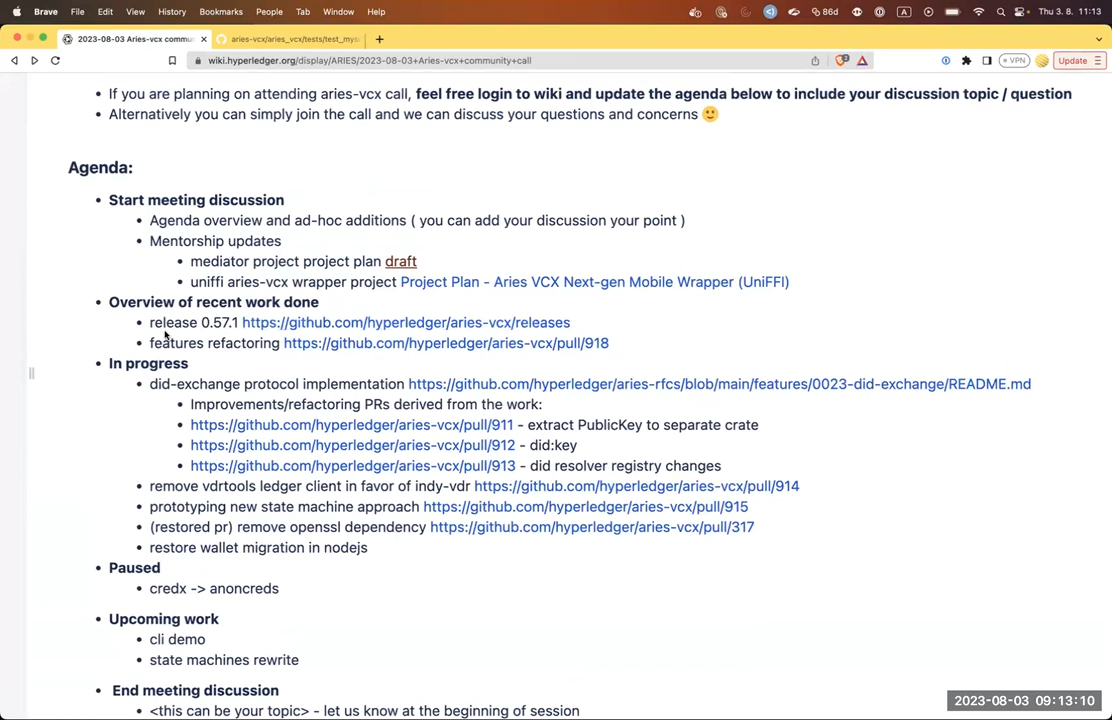 Brave File Edit View History Bookmarks People Tab Window Help 86d A Thu 3. 8. 11:13
2023-08-03 Aries-vcx commun aries-vcx/aries_vcx/tests/test_mys
wiki.hyperledger.org/display/ARIES/2023-08-03+Aries-vcx+community+call VPN Update
If you are planning on attending aries-vcx call, feel free login to wiki and update the agenda below to include your discussion topic / question
Alternatively you can simply join the call and we can discuss your questions and concerns 🙂
Agenda:
Start meeting discussion
Agenda overview and ad-hoc additions ( you can add your discussion your point )
Mentorship updates
mediator project project plan draft
uniffi aries-vcx wrapper project Project Plan - Aries VCX Next-gen Mobile Wrapper (UniFFI)
Overview of recent work done
release 0.57.1 https://github.com/hyperledger/aries-vcx/releases
features refactoring https://github.com/hyperledger/aries-vcx/pull/918
In progress
did-exchange protocol implementation https://github.com/hyperledger/aries-rfcs/blob/main/features/0023-did-exchange/README.md
Improvements/refactoring PRs derived from the work:
https://github.com/hyperledger/aries-vcx/pull/911 - extract PublicKey to separate crate
https://github.com/hyperledger/aries-vcx/pull/912 - did:key
https://github.com/hyperledger/aries-vcx/pull/913 - did resolver registry changes
remove vdrtools ledger client in favor of indy-vdr https://github.com/hyperledger/aries-vcx/pull/914
prototyping new state machine approach https://github.com/hyperledger/aries-vcx/pull/915
(restored pr) remove openssl dependency https://github.com/hyperledger/aries-vcx/pull/317
restore wallet migration in nodejs
Paused
credx -> anoncreds
Upcoming work
cli demo
state machines rewrite
End meeting discussion
<this can be your topic> - let us know at the beginning of session
2023-08-03 09:13:10